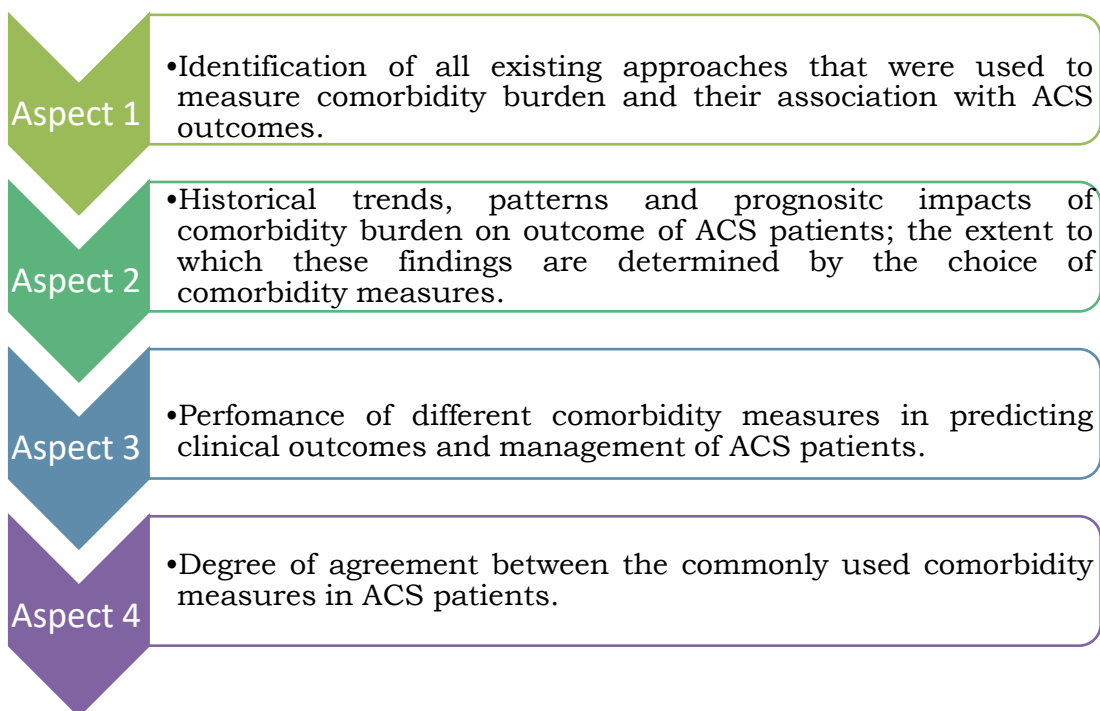 Aspect 1
•Identification of all existing approaches that were used to
measure comorbidity burden and their association with ACS
outcomes.
Aspect 2
•Historical trends, patterns and prognositc impacts of
comorbidity burden on outcome of ACS patients; the extent to
which these findings are determined by the choice of
comorbidity measures.
Aspect 3
•Perfomance of different comorbidity measures in predicting
clinical outcomes and management of ACS patients.
Aspect 4
•Degree of agreement between the commonly used comorbidity
measures in ACS patients.